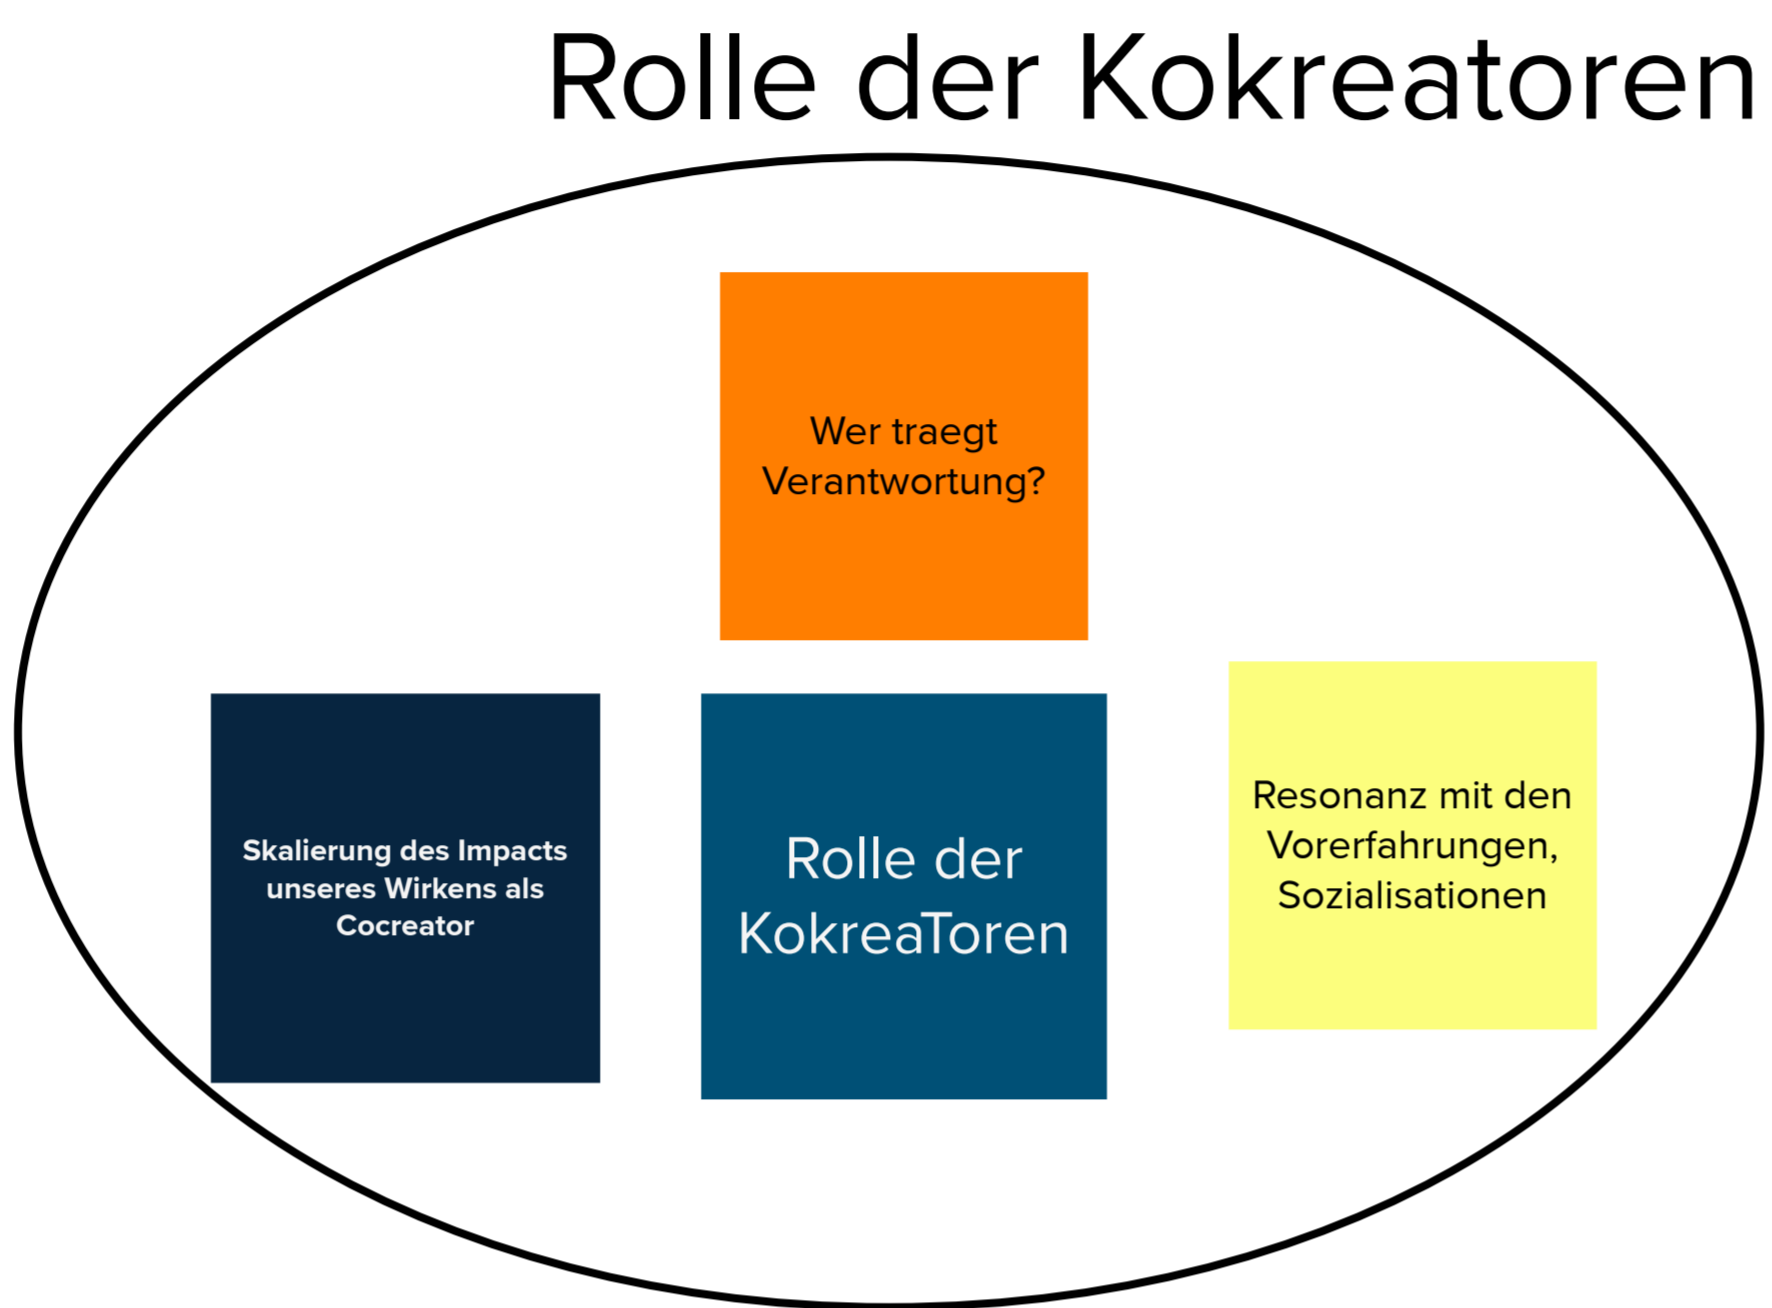 Rolle der Kokreatoren
Wer traegt
Verantwortung?
Skalierung des Impacts
unseres Wirkens als
Cocreator
Rolle der
KokreaToren
Resonanz mit den
Vorerfahrungen,
Sozialisationen